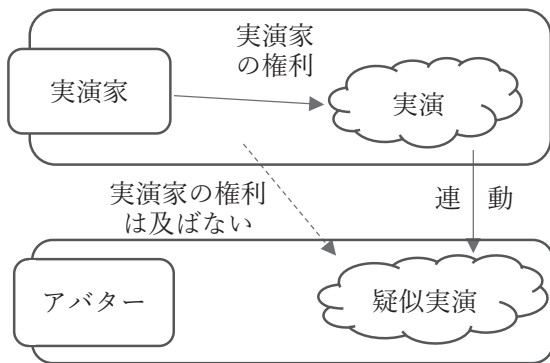 実演家
の権利
実演家
実演
実演家の権利
は及ばない
連 動
アバター
疑似実演